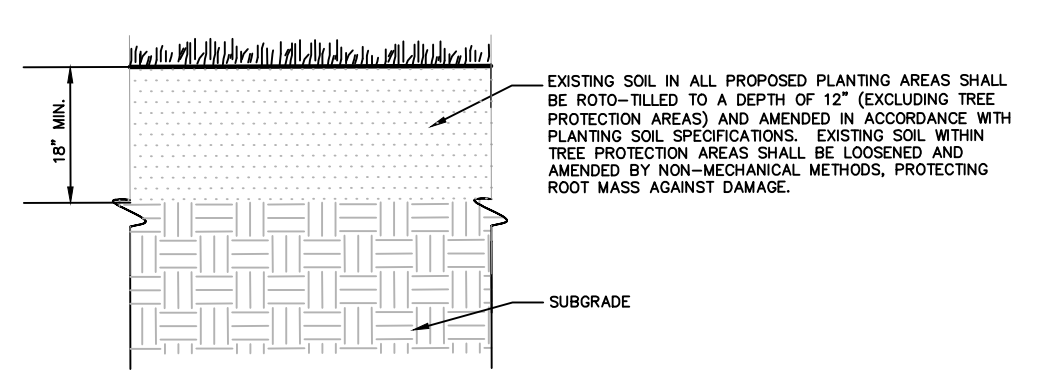 EXISTING SOIL IN ALL PROPOSED PLANTING AREAS SHALL
BE ROTO-TILLED TO A DEPTH OF 12" (EXCLUDING TREE
PROTECTION AREAS) AND AMENDED IN ACCORDANCE WITH
PLANTING SOIL SPECIFICATIONS. EXISTING SOIL WITHIN
TREE PROTECTION AREAS SHALL BE LOOSENED AND
AMENDED BY NON-MECHANICAL METHODS, PROTECTING
ROOT MASS AGAINST DAMAGE.
18" MIN.
SUBGRADE